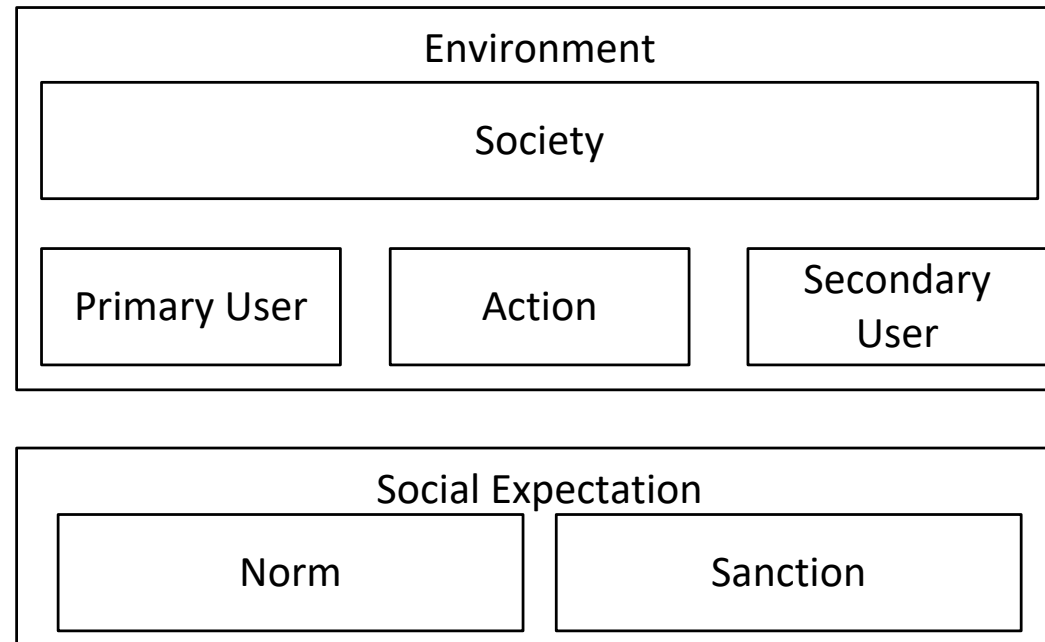 Environment
Society
Primary User
Action
Secondary
User
Social Expectation
Norm
Sanction